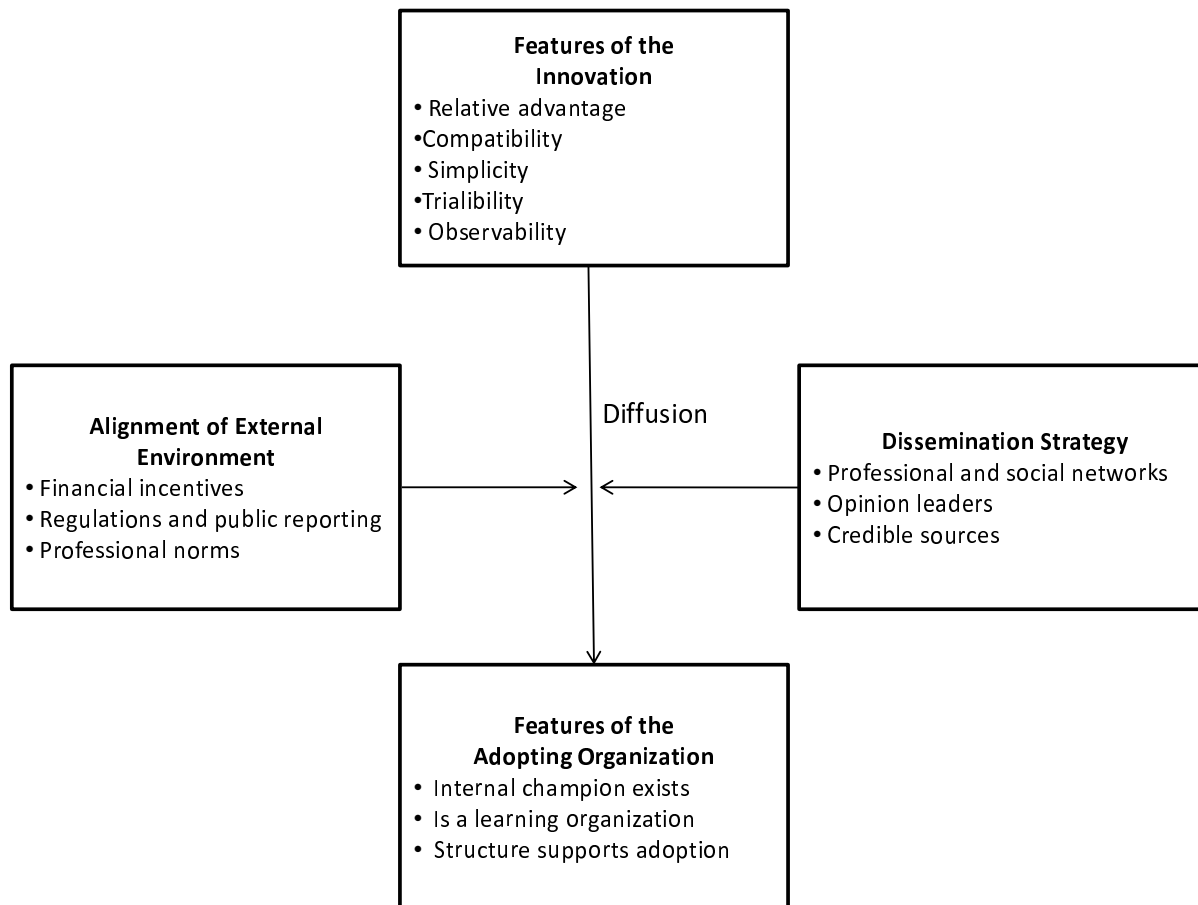 Features of the
Innovation
• Relative advantage
•Compatibility
• Simplicity
•Trialibility
• Observability
Diffusion
Alignment of External
Environment
• Financial incentives
• Regulations and public reporting
• Professional norms
Dissemination Strategy
• Professional and social networks
• Opinion leaders
• Credible sources
Features of the
Adopting Organization
• Internal champion exists
• Is a learning organization
• Structure supports adoption